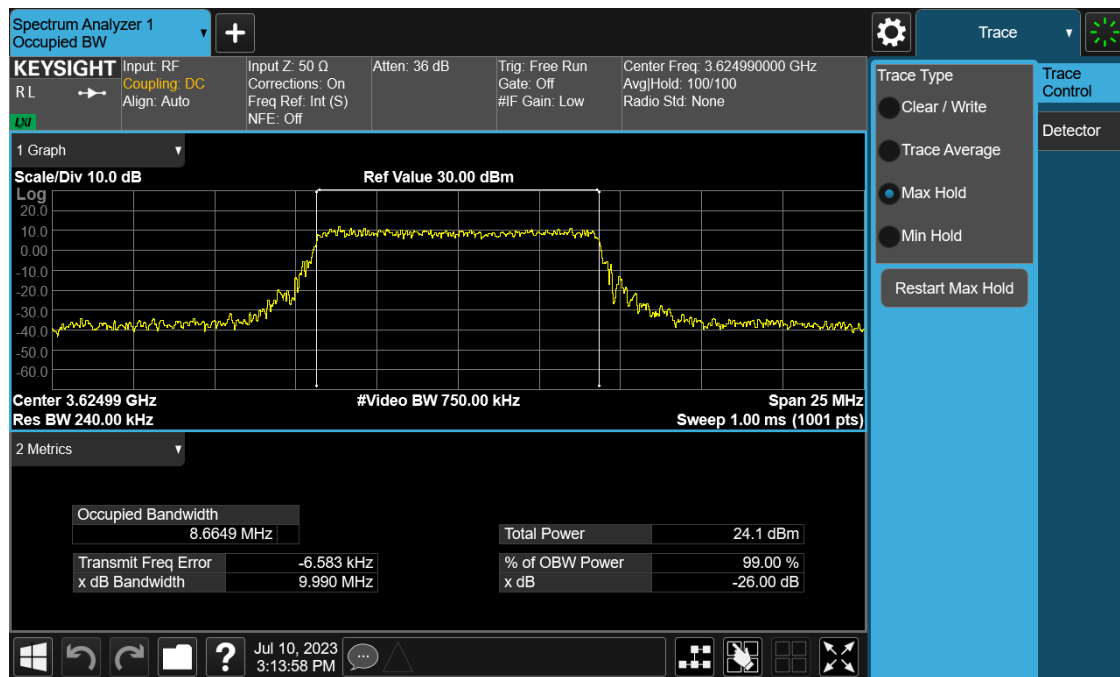 Spectrum Analyzer 1
Occupied BW
+
Trace
KEYSIGHT
R L
LXI
Input: RF
Coupling: DC
Align: Auto
Input Z: 50 Ω
Corrections: On
Freq Ref: Int (S)
NFE: Off
Atten: 36 dB
Trig: Free Run
Gate: Off
#IF Gain: Low
Center Freq: 3.624990000 GHz
Avg|Hold: 100/100
Radio Std: None
Trace Type
Clear / Write
Trace Average
Max Hold
Min Hold
Restart Max Hold
Trace
Control
Detector
1 Graph
Scale/Div 10.0 dB
Ref Value 30.00 dBm
Log
20.0
10.0
0.00
-10.0
-20.0
-30.0
-40.0
-50.0
-60.0
Center 3.62499 GHz
#Video BW 750.00 kHz
Span 25 MHz
Res BW 240.00 kHz
Sweep 1.00 ms (1001 pts)
2 Metrics
Occupied Bandwidth
8.6649 MHz
Total Power 24.1 dBm
Transmit Freq Error -6.583 kHz
% of OBW Power 99.00 %
x dB Bandwidth 9.990 MHz
x dB -26.00 dB
?
Jul 10, 2023
3:13:58 PM